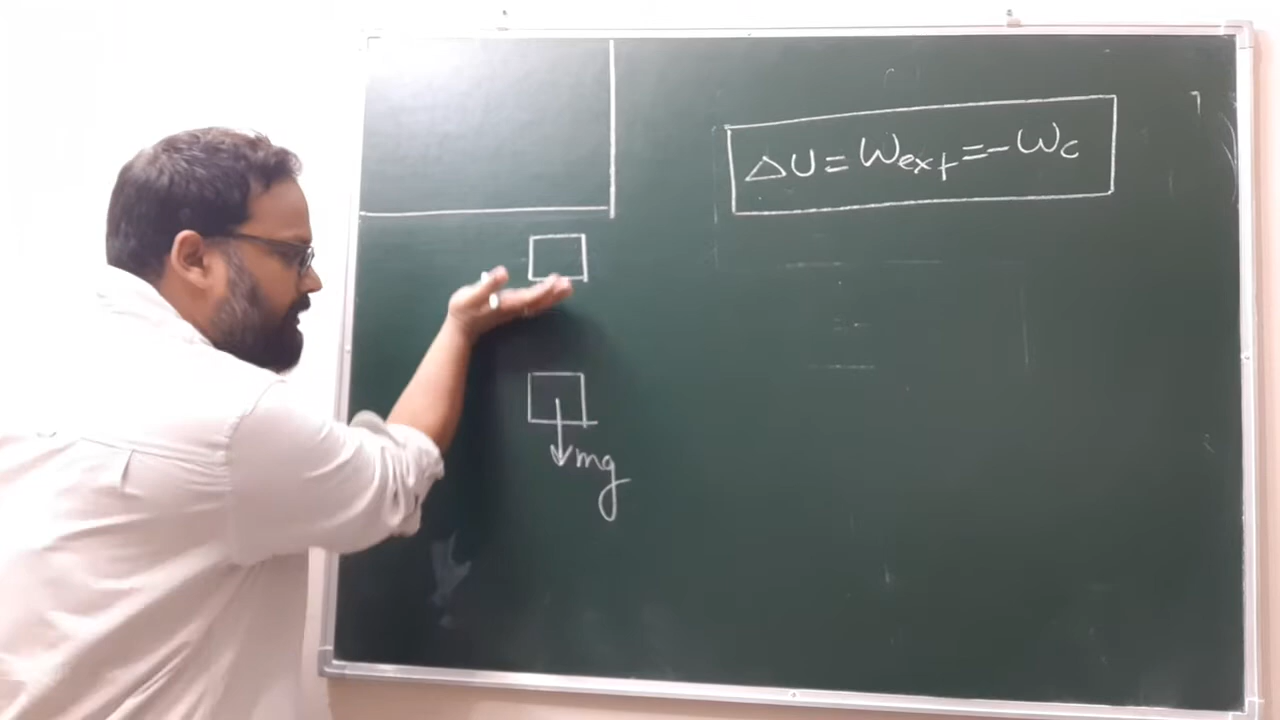 ΔU = Wext = -Wc
mg